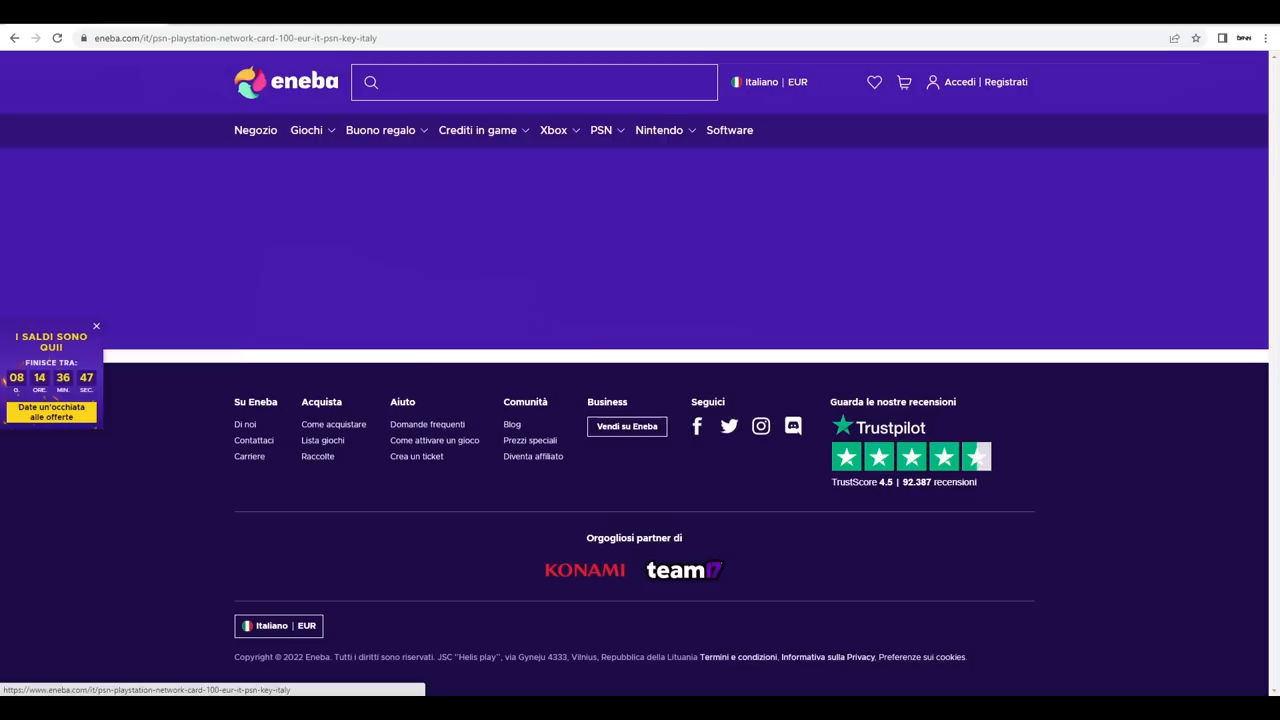 eneba.com/it/psn-playstation-network-card-100-eur-it-psn-key-italy
eneba
Italiano | EUR
Accedi | Registrati
Negozio Giochi Buono regalo Crediti in game Xbox PSN Nintendo Software
I SALDI SONO
QUI!
FINISCE TRA:
08 14 36 47
G. ORE. MIN. SEC.
Date un'occhiata
alle offerte
Su Eneba Acquista Aiuto Comunità Business Seguici Guarda le nostre recensioni
Di noi Come acquistare Domande frequenti Blog Vendi su Eneba Trustpilot
Contattaci Lista giochi Come attivare un gioco Prezzi speciali
Carriere Raccolte Crea un ticket Diventa affiliato
TrustScore 4.5 | 92.387 recensioni
Orgogliosi partner di
KONAMI team17
Italiano | EUR
Copyright © 2022 Eneba. Tutti i diritti sono riservati. JSC "Helis play", via Gyneju 4333, Vilnius, Repubblica della Lituania Termini e condizioni, Informativa sulla Privacy, Preferenze sui cookies.
https://www.eneba.com/it/psn-playstation-network-card-100-eur-it-psn-key-italy